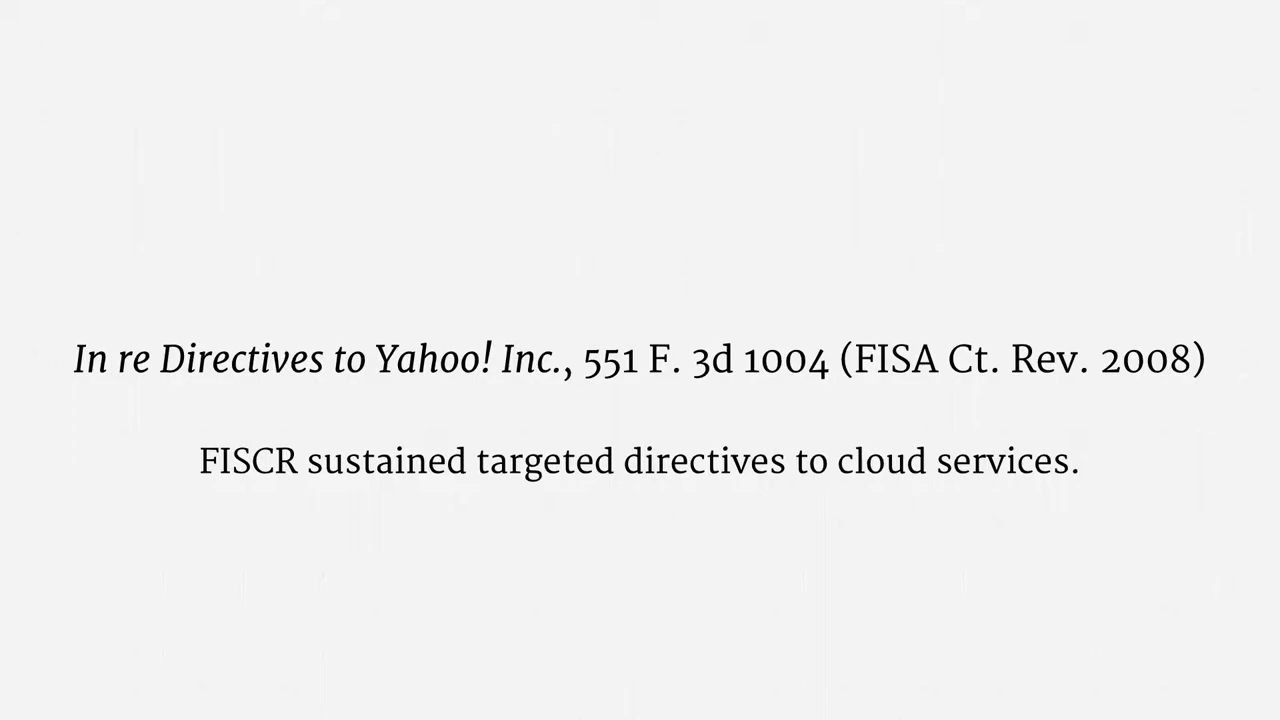 In re Directives to Yahoo! Inc., 551 F. 3d 1004 (FISA Ct. Rev. 2008)
FISCR sustained targeted directives to cloud services.